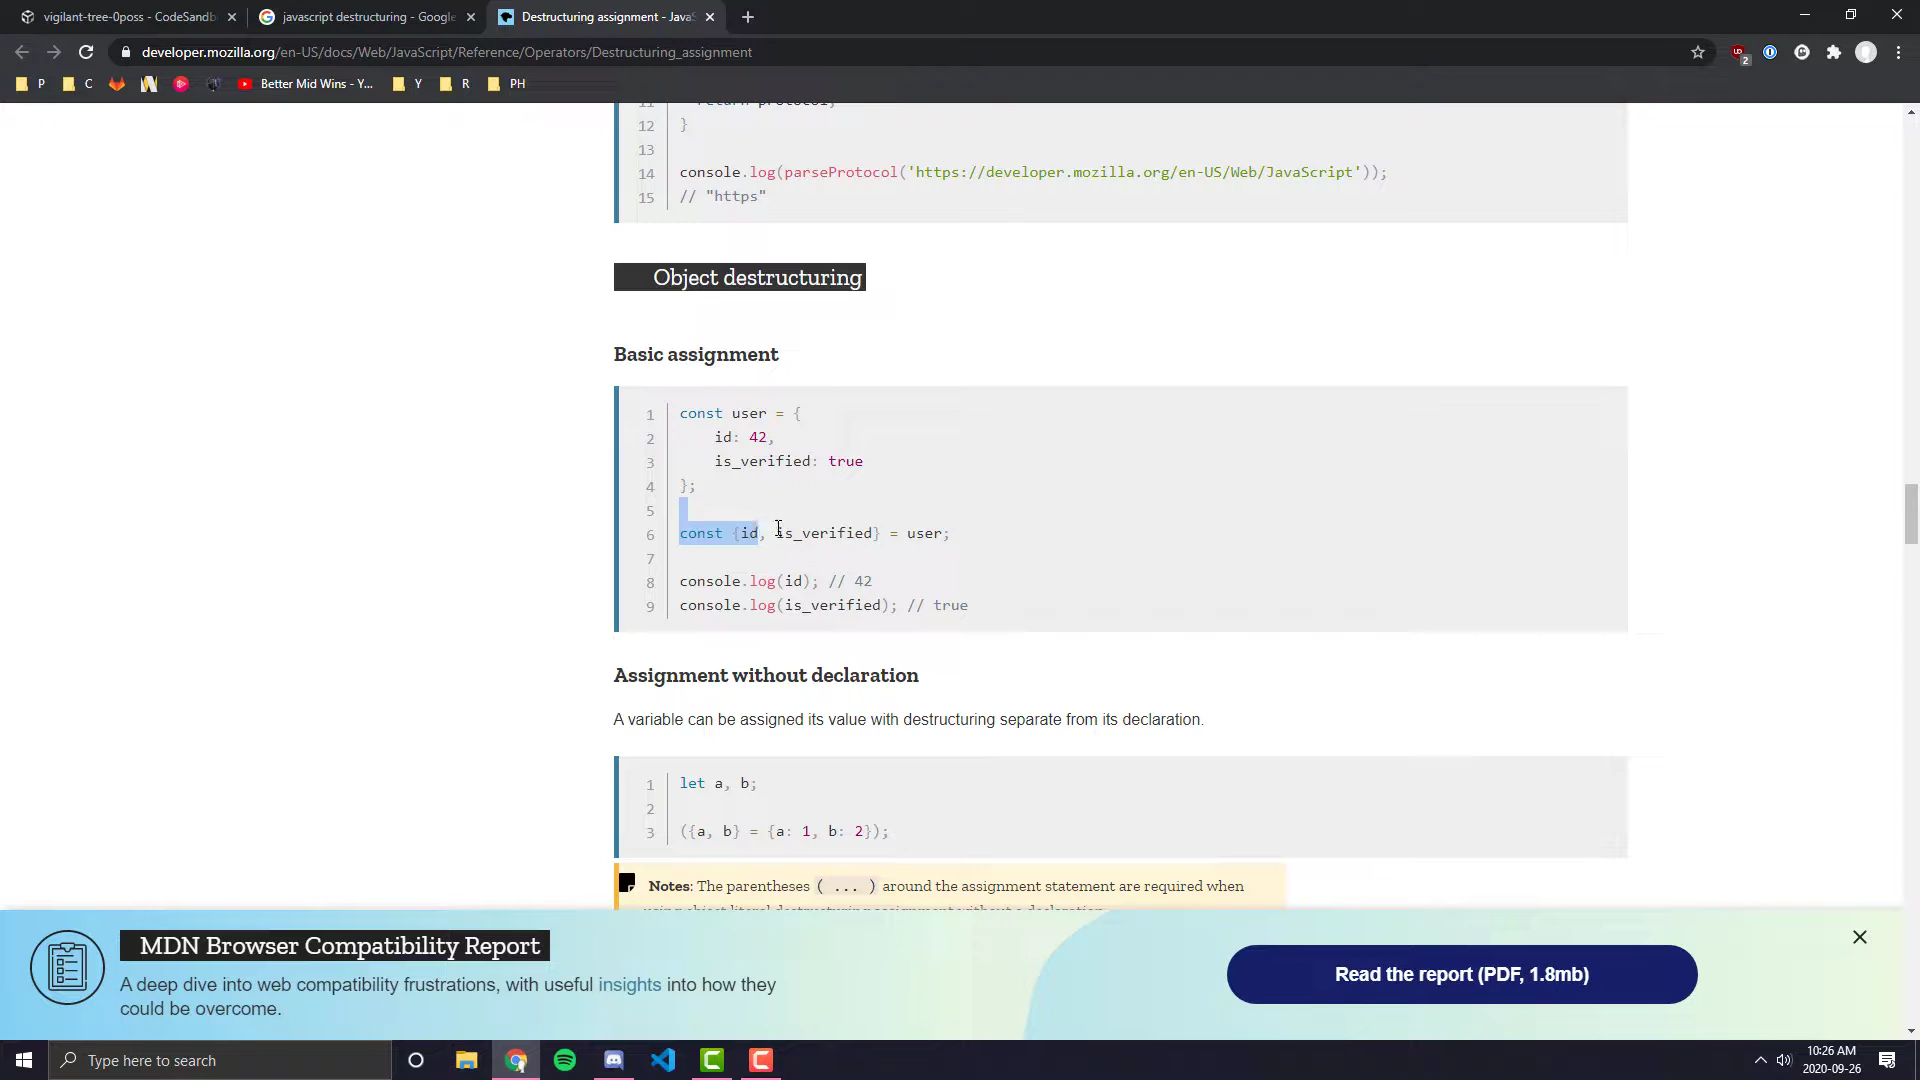 vigilant-tree-0poss - CodeSandb
javascript destructuring - Google
Destructuring assignment - JavaS
developer.mozilla.org/en-US/docs/Web/JavaScript/Reference/Operators/Destructuring_assignment
2
P
C
Better Mid Wins - Y...
Y
R
PH
12 }
13
14 console.log(parseProtocol('https://developer.mozilla.org/en-US/Web/JavaScript'));
15 // "https"
Object destructuring
Basic assignment
1 const user = {
2 id: 42,
3 is_verified: true
4 };
5
6 const {id, is_verified} = user;
7
8 console.log(id); // 42
9 console.log(is_verified); // true
Assignment without declaration
A variable can be assigned its value with destructuring separate from its declaration.
1 let a, b;
2
3 ({a, b} = {a: 1, b: 2});
Notes: The parentheses ( ... ) around the assignment statement are required when
MDN Browser Compatibility Report
A deep dive into web compatibility frustrations, with useful insights into how they
could be overcome.
Read the report (PDF, 1.8mb)
Type here to search
10:26 AM
2020-09-26